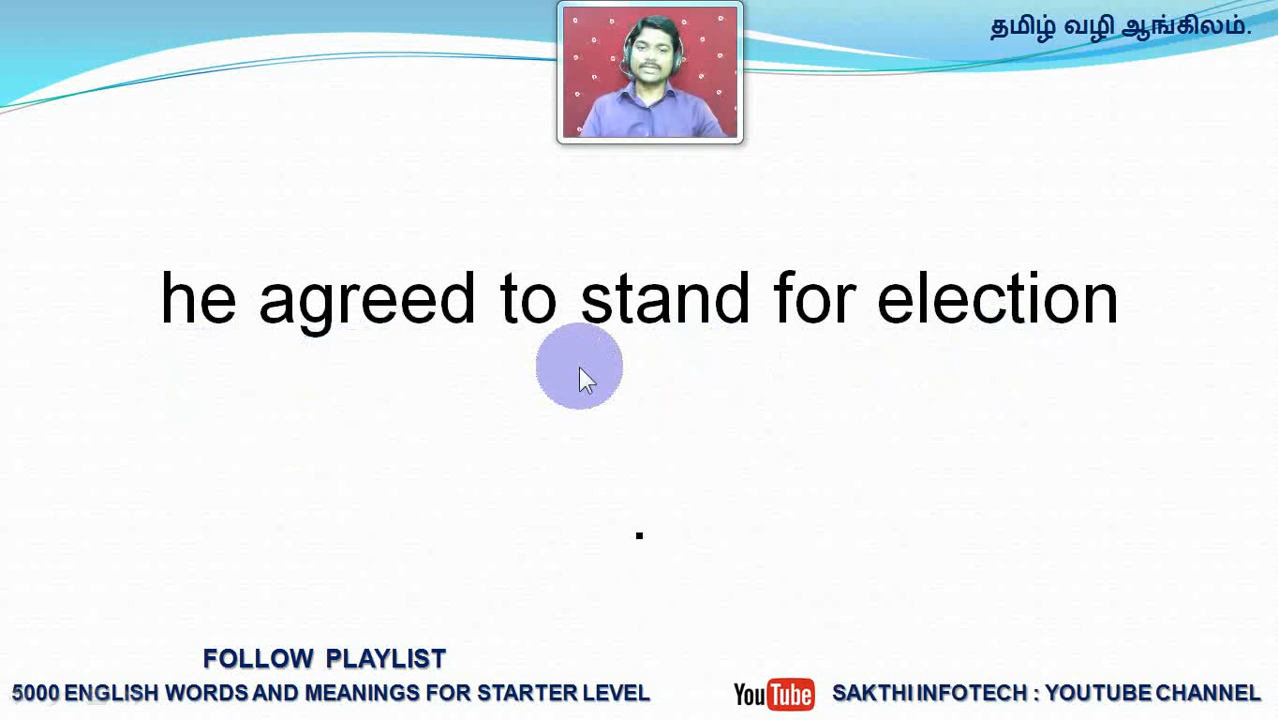 தமிழ் வழி ஆங்கிலம்.
he agreed to stand for election
.
FOLLOW PLAYLIST
5000 ENGLISH WORDS AND MEANINGS FOR STARTER LEVEL
YouTube SAKTHI INFOTECH : YOUTUBE CHANNEL